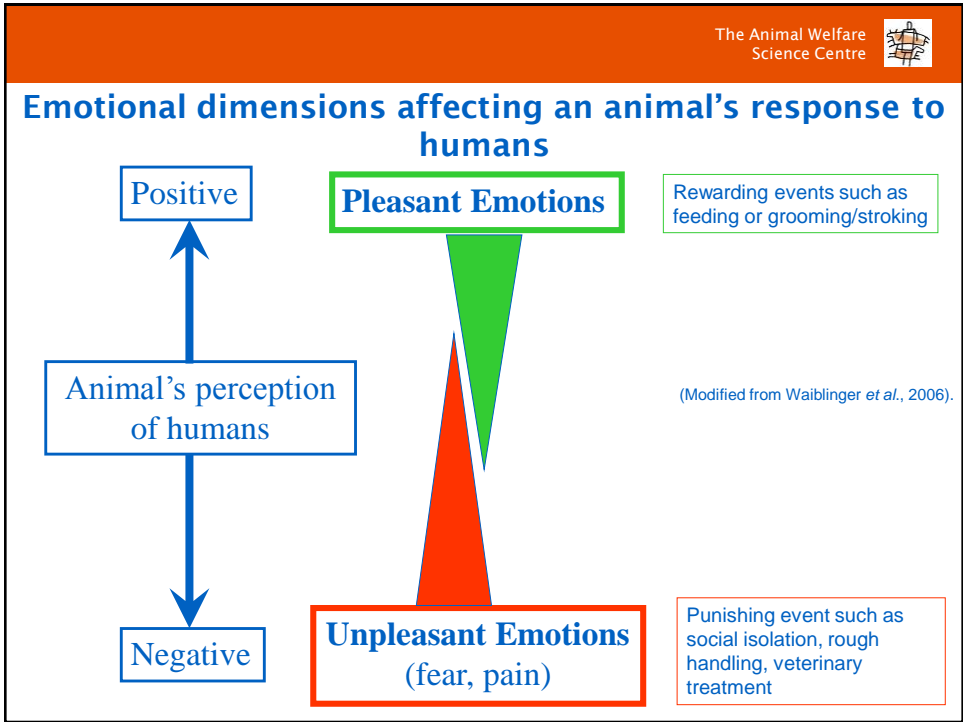 The Animal Welfare
Science Centre
Emotional dimensions affecting an animal’s response to
humans
Positive
Pleasant Emotions
Rewarding events such as
feeding or grooming/stroking
Animal’s perception
of humans
(Modified from Waiblinger et al., 2006).
Negative
Unpleasant Emotions
(fear, pain)
Punishing event such as
social isolation, rough
handling, veterinary
treatment